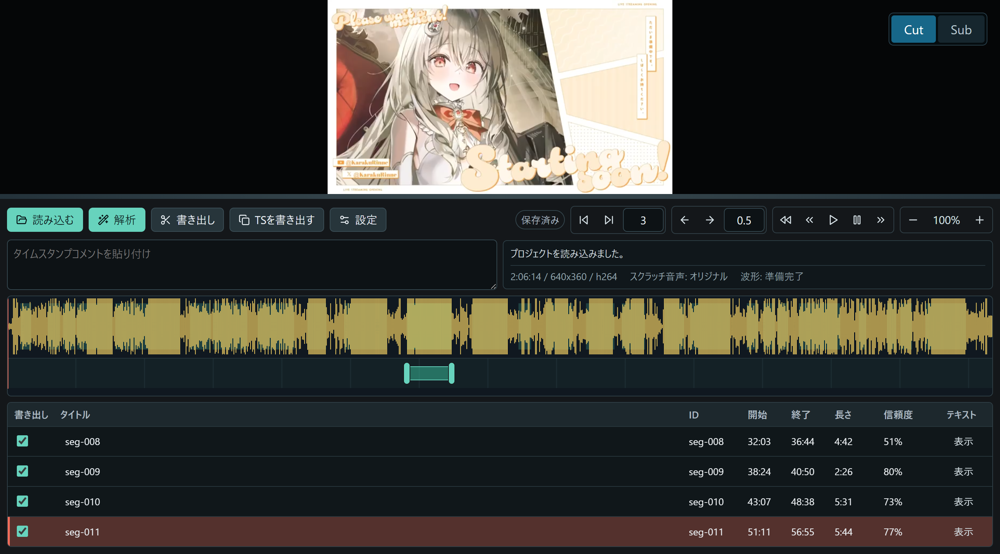 LIVE STREAMING OPENING
Please wait a moment!
ただいま準備中です。
しばらくお待ちください。
@KarakuRinne
@KarakuRinne
Starting soon!
LIVE STREAMING OPENING
Cut
Sub
読み込む
解析
書き出し
TSを書き出す
設定
保存済み
3
0.5
100%
タイムスタンプコメントを貼り付け
プロジェクトを読み込みました。
2:06:14 / 640x360 / h264 スクラッチ音声: オリジナル 波形: 準備完了
書き出し タイトル ID 開始 終了 長さ 信頼度 テキスト
seg-008 seg-008 32:03 36:44 4:42 51% 表示
seg-009 seg-009 38:24 40:50 2:26 80% 表示
seg-010 seg-010 43:07 48:38 5:31 73% 表示
seg-011 seg-011 51:11 56:55 5:44 77% 表示